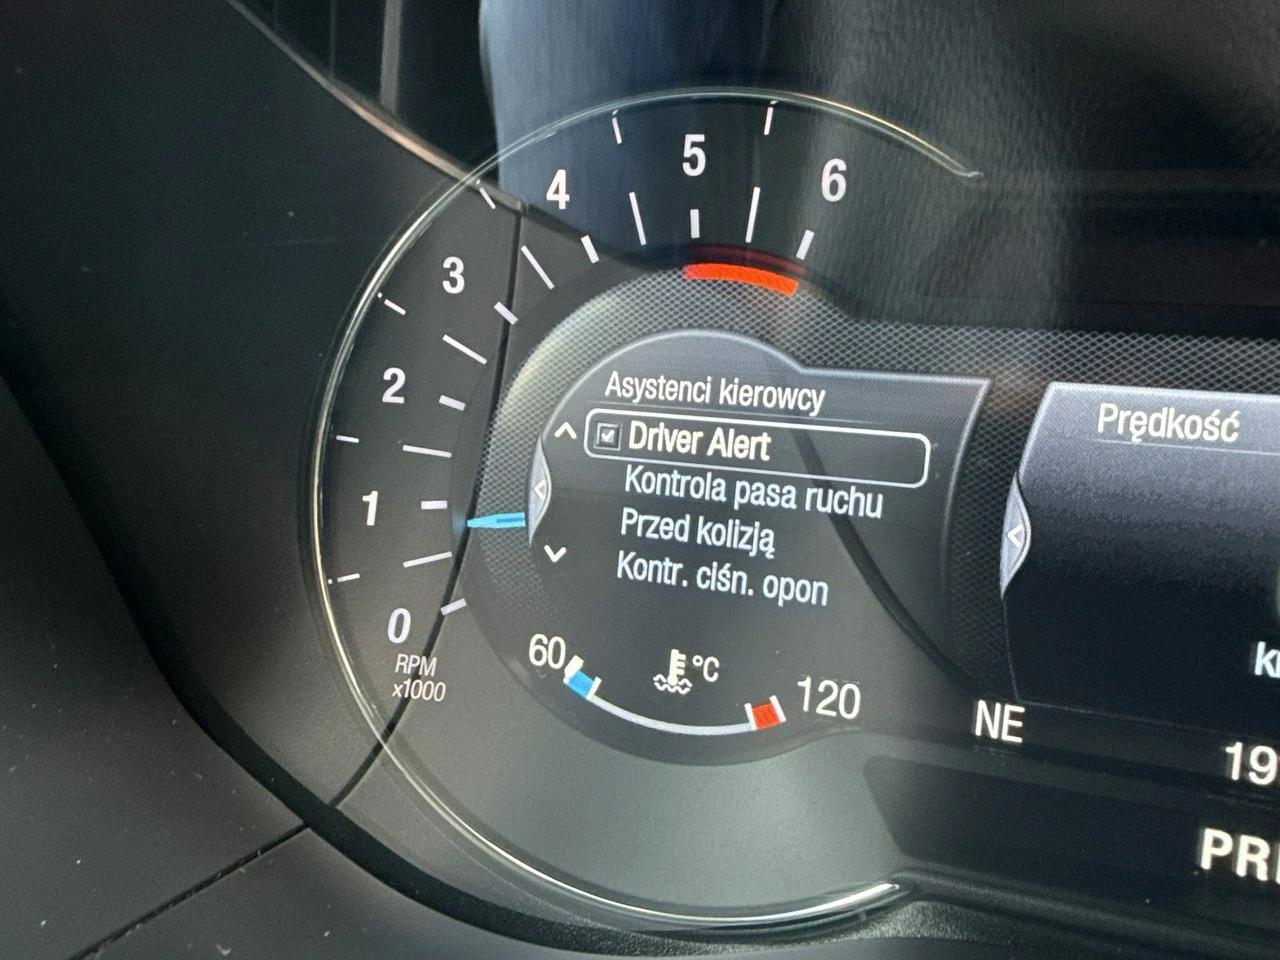 5
4
6
3
2
1
0
RPM
x1000
Asystenci kierowcy
Driver Alert
Kontrola pasa ruchu
Przed kolizją
Kontr. ciśn. opon
60
°C
120
Prędkość
NE